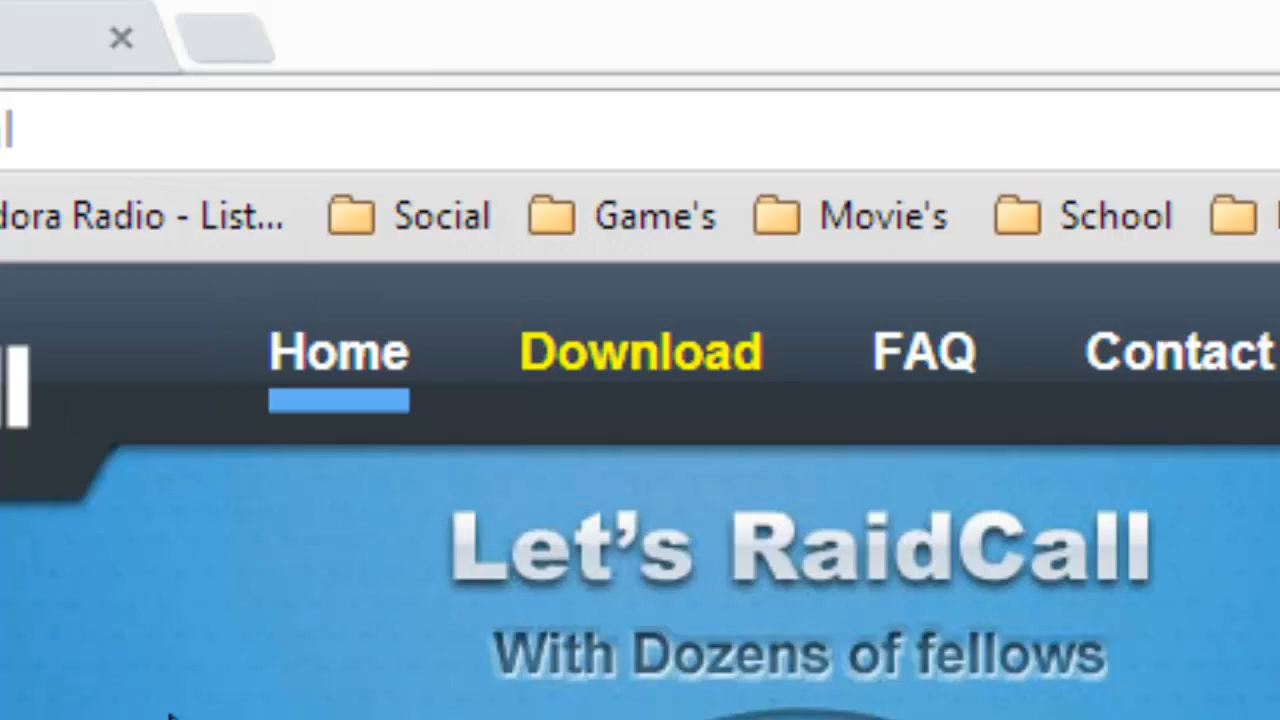 dora Radio - List... Social Game's Movie's School
Home Download FAQ Contact
Let's RaidCall
With Dozens of fellows